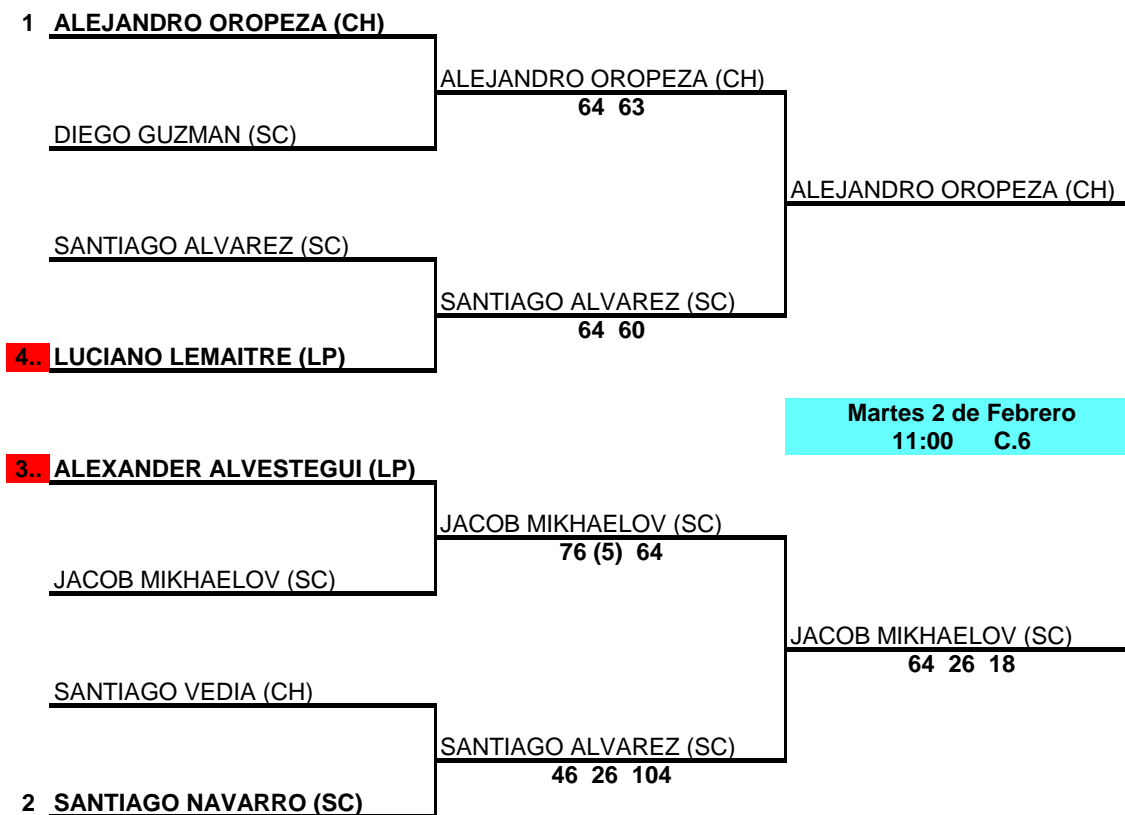 1 ALEJANDRO OROPEZA (CH)
ALEJANDRO OROPEZA (CH)
64 63
DIEGO GUZMAN (SC)
ALEJANDRO OROPEZA (CH)
SANTIAGO ALVAREZ (SC)
SANTIAGO ALVAREZ (SC)
64 60
4.. LUCIANO LEMAITRE (LP)
Martes 2 de Febrero
11:00 C.6
3.. ALEXANDER ALVESTEGUI (LP)
JACOB MIKHAELOV (SC)
76 (5) 64
JACOB MIKHAELOV (SC)
JACOB MIKHAELOV (SC)
64 26 18
SANTIAGO VEDIA (CH)
SANTIAGO ALVAREZ (SC)
46 26 104
2 SANTIAGO NAVARRO (SC)